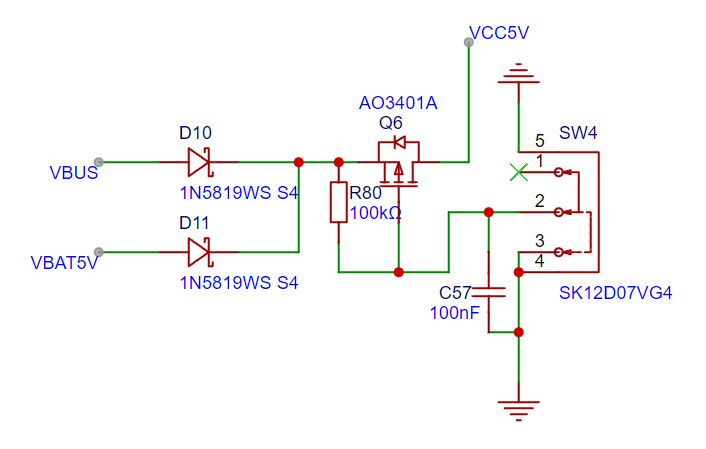 VCC5V
AO3401A
Q6
D10
VBUS
1N5819WS S4
R80
100kΩ
D11
VBAT5V
1N5819WS S4
5
SW4
1
2
3
4
C57
100nF
SK12D07VG4